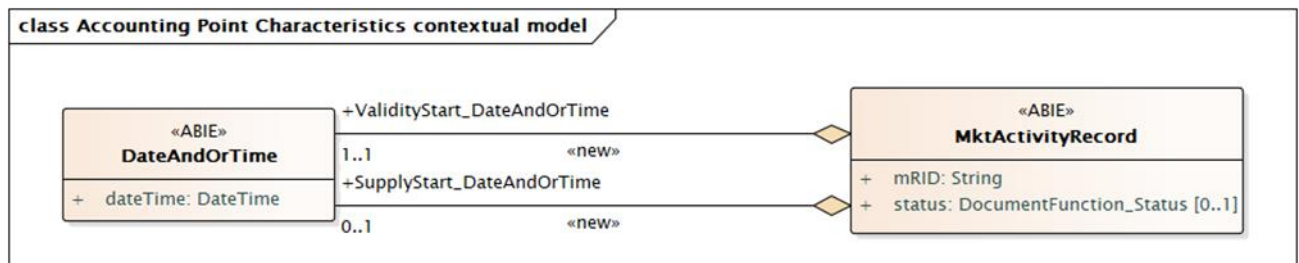 class Accounting Point Characteristics contextual model
«ABIE»
DateAndOrTime
+ dateTime: DateTime
+ValidityStart_DateAndOrTime
1..1
«new»
+SupplyStart_DateAndOrTime
0..1
«new»
«ABIE»
MktActivityRecord
+ mRID: String
+ status: DocumentFunction_Status [0..1]